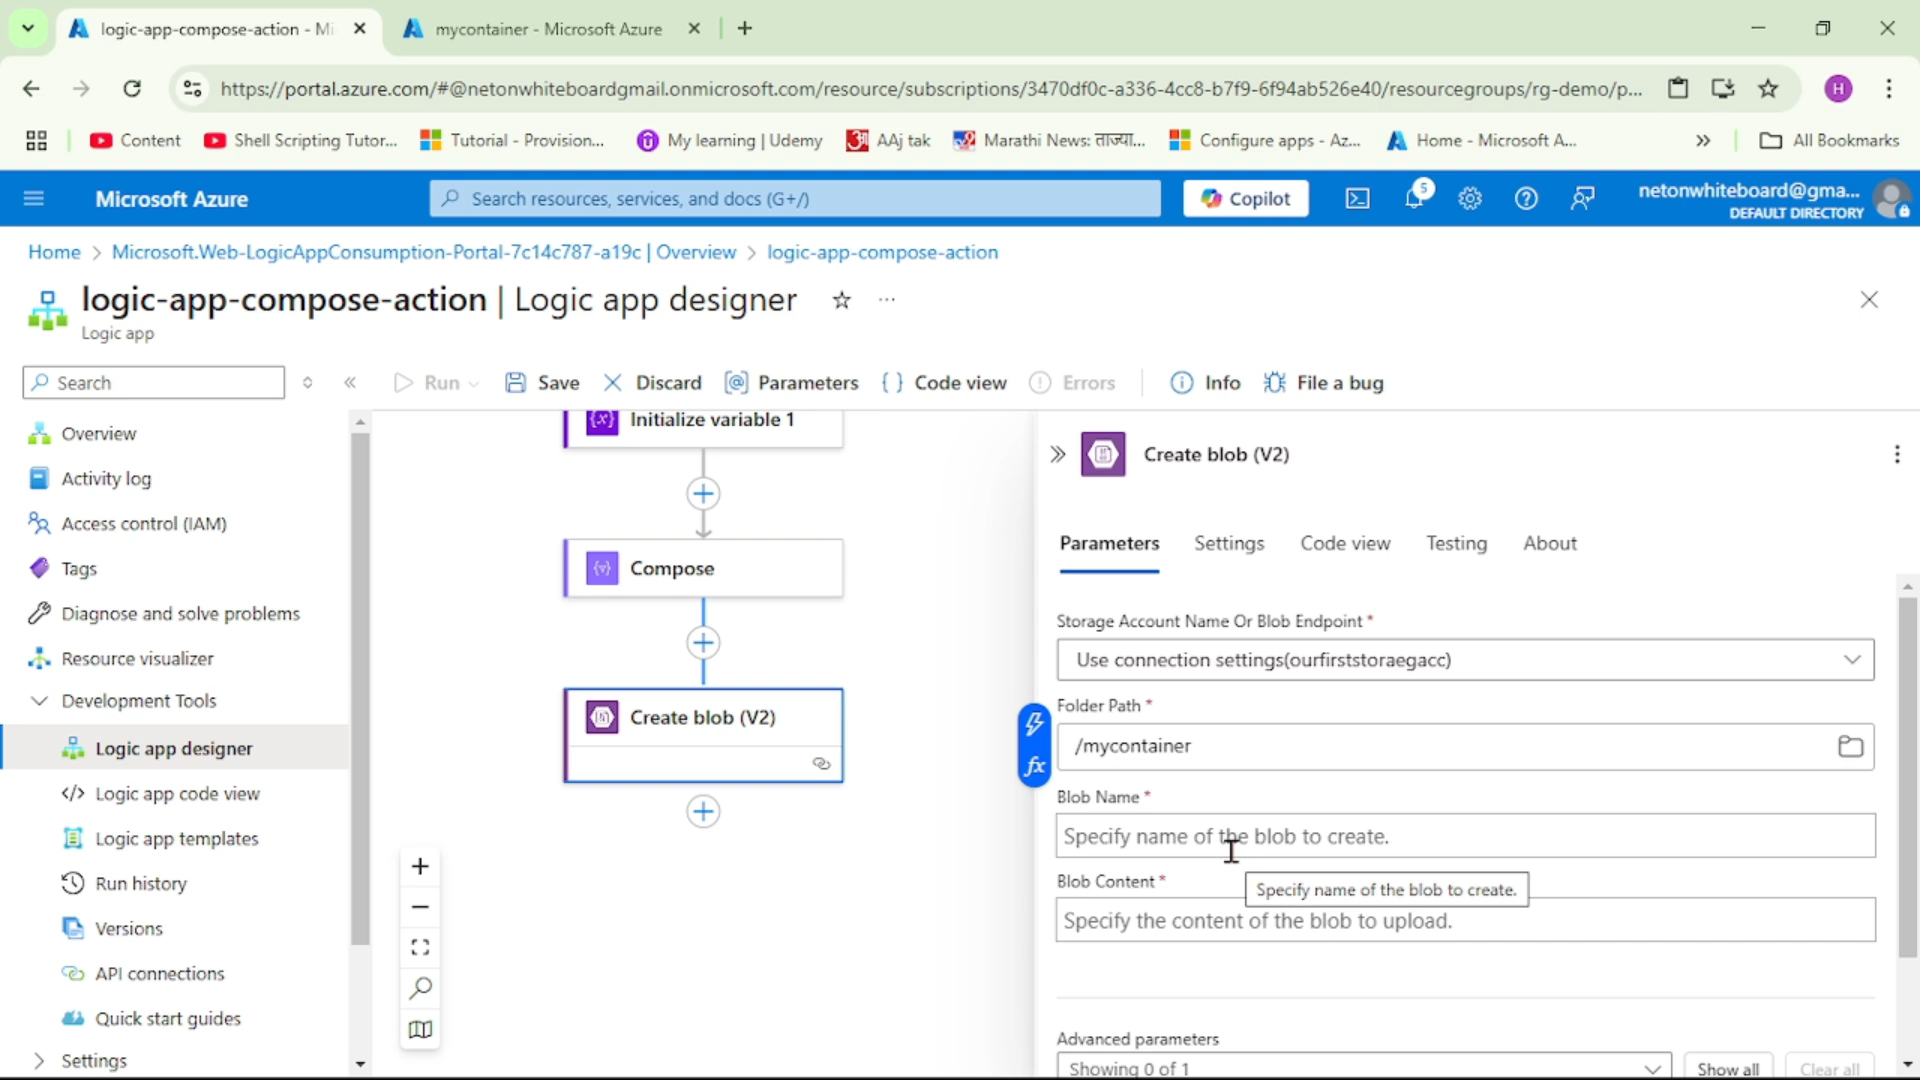 logic-app-compose-action - Mi
mycontainer - Microsoft Azure
https://portal.azure.com/#@netonwhiteboardgmail.onmicrosoft.com/resource/subscriptions/3470df0c-a336-4cc8-b7f9-6f94ab526e40/resourcegroups/rg-demo/p...
H
Content
Shell Scripting Tutor...
Tutorial - Provision...
My learning | Udemy
AAj tak
Marathi News: ताज्या...
Configure apps - Az...
Home - Microsoft A...
All Bookmarks
Microsoft Azure
Search resources, services, and docs (G+/)
Copilot
5
netonwhiteboard@gma...
DEFAULT DIRECTORY
Home > Microsoft.Web-LogicAppConsumption-Portal-7c14c787-a19c | Overview > logic-app-compose-action
logic-app-compose-action | Logic app designer
Logic app
Search
Run
Save
Discard
Parameters
Code view
Errors
Info
File a bug
Overview
Activity log
Access control (IAM)
Tags
Diagnose and solve problems
Resource visualizer
Development Tools
Logic app designer
Logic app code view
Logic app templates
Run history
Versions
API connections
Quick start guides
Settings
Initialize variable 1
Compose
Create blob (V2)
fx
Create blob (V2)
Parameters
Settings
Code view
Testing
About
Storage Account Name Or Blob Endpoint *
Use connection settings(ourfirststoraegacc)
Folder Path *
/mycontainer
Blob Name *
Specify name of the blob to create.
Blob Content *
Specify name of the blob to create.
Specify the content of the blob to upload.
Advanced parameters
Showing 0 of 1
Show all
Clear all